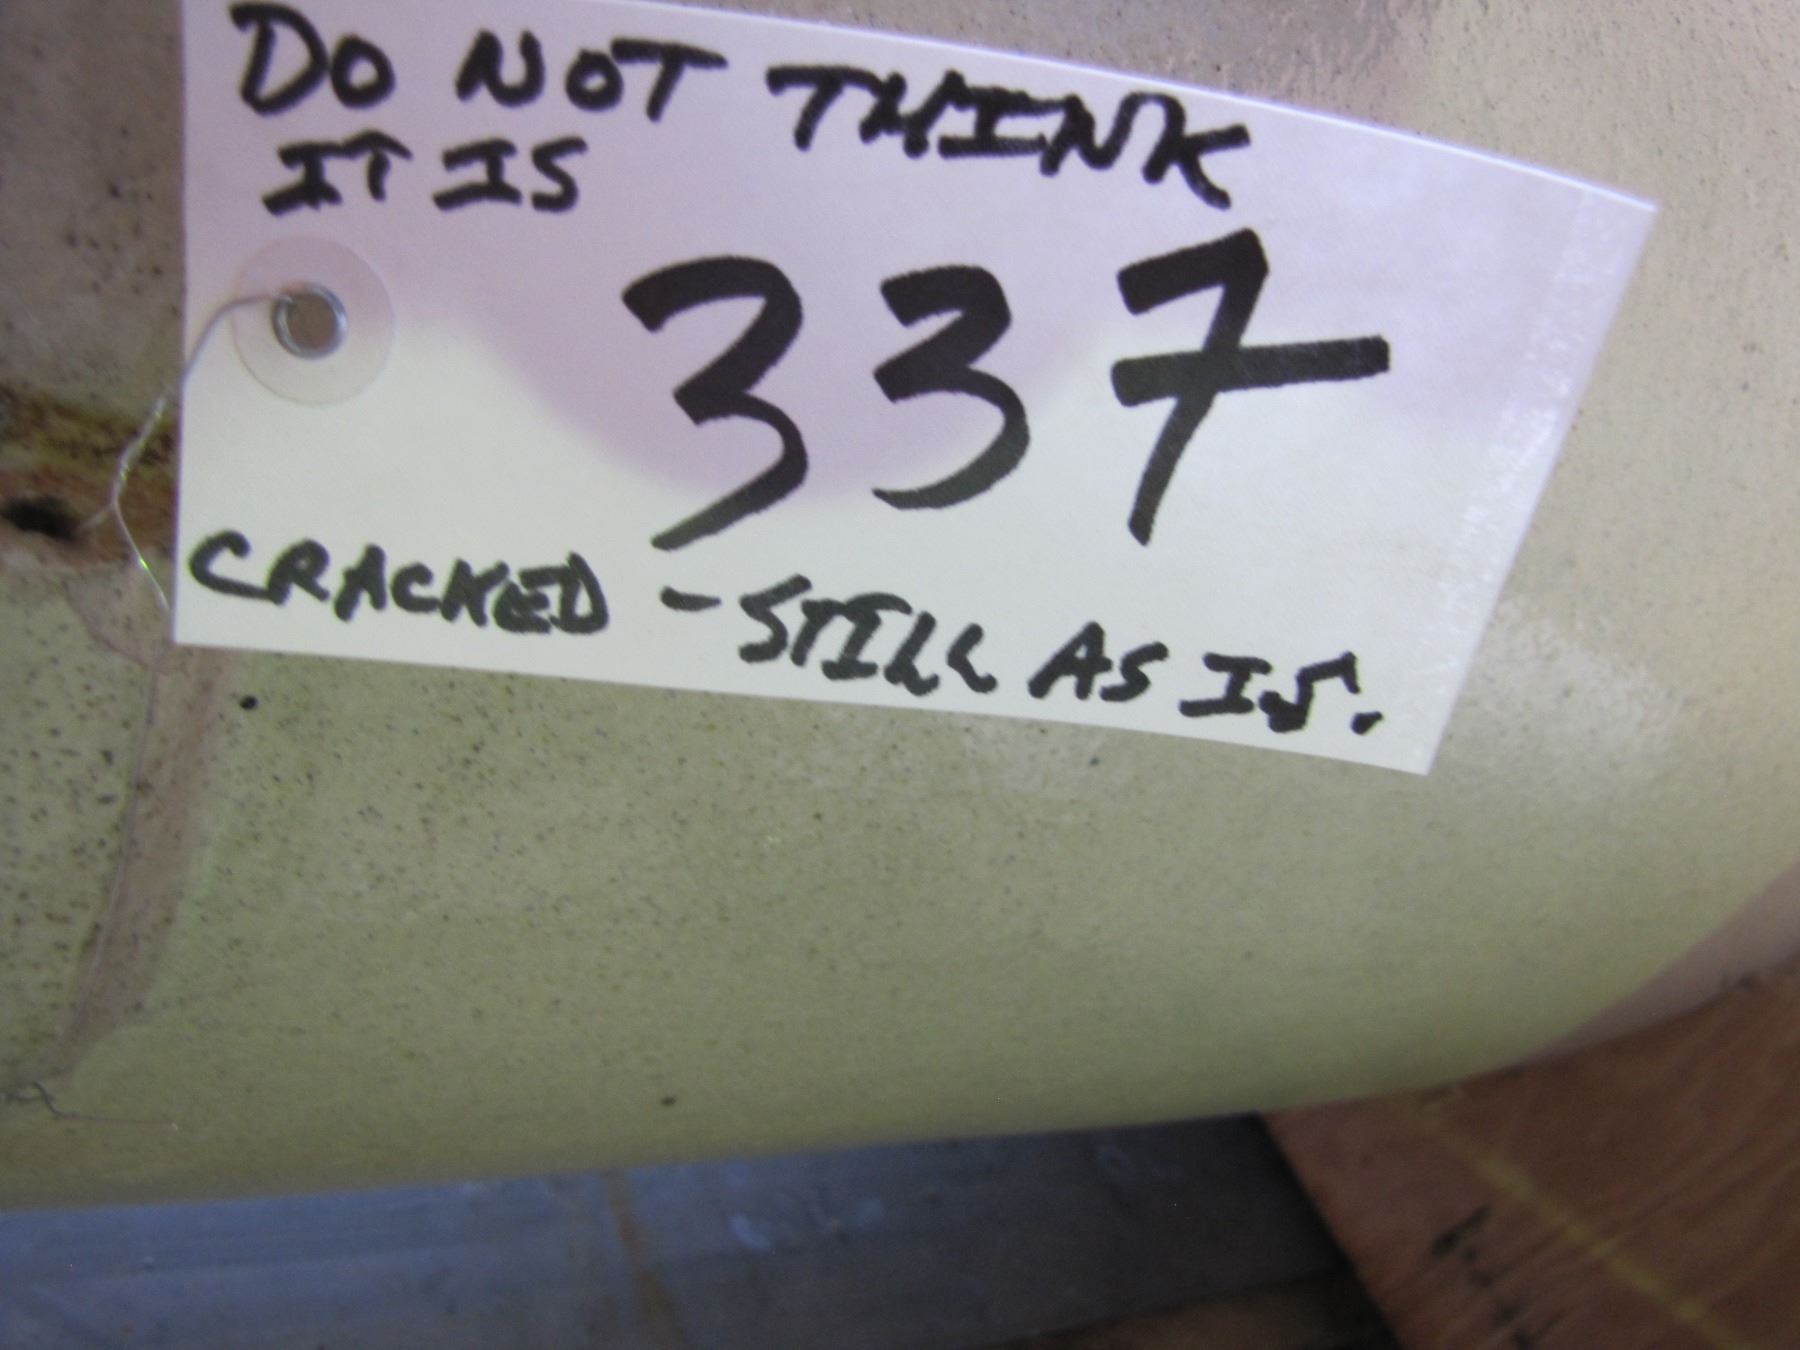 DO NOT THINK
IT IS
337
CRACKED - STILL AS IS.